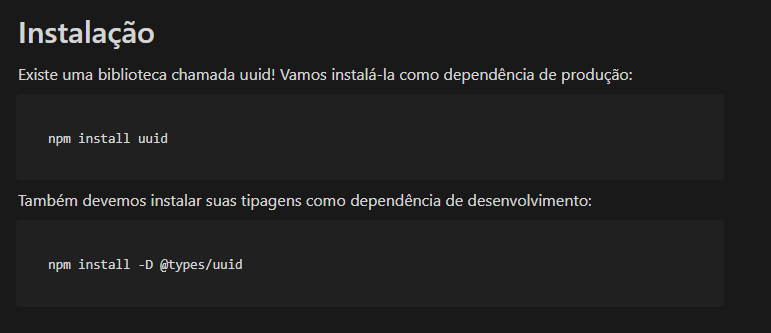 Instalação
Existe uma biblioteca chamada uuid! Vamos instalá-la como dependência de produção:
npm install uuid
Também devemos instalar suas tipagens como dependência de desenvolvimento:
npm install -D @types/uuid